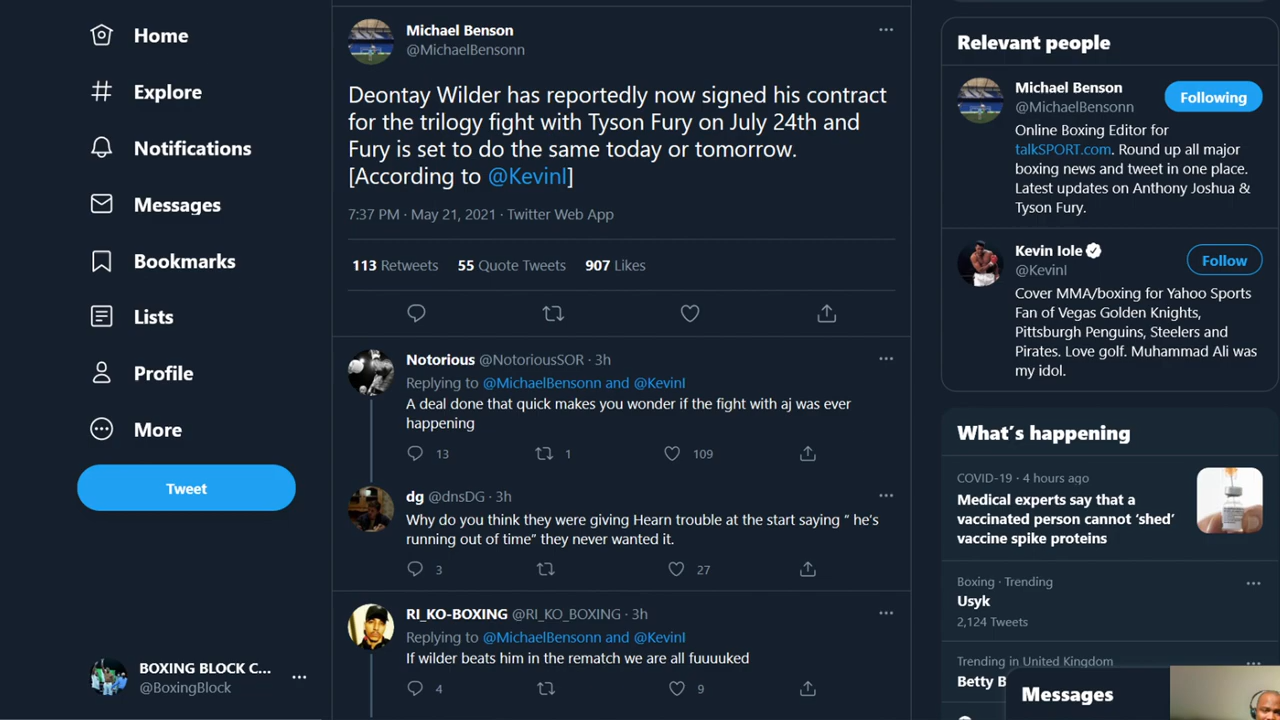 Home
Explore
Notifications
Messages
Bookmarks
Lists
Profile
More
Tweet
BOXING BLOCK C...
@BoxingBlock
Michael Benson
@MichaelBensonn
Deontay Wilder has reportedly now signed his contract
for the trilogy fight with Tyson Fury on July 24th and
Fury is set to do the same today or tomorrow.
[According to @KevinI]
7:37 PM · May 21, 2021 · Twitter Web App
113 Retweets 55 Quote Tweets 907 Likes
Notorious @NotoriousSOR · 3h
Replying to @MichaelBensonn and @KevinI
A deal done that quick makes you wonder if the fight with aj was ever
happening
13 1 109
dg @dnsDG · 3h
Why do you think they were giving Hearn trouble at the start saying “ he's
running out of time” they never wanted it.
3 27
RI_KO-BOXING @RI_KO_BOXING · 3h
Replying to @MichaelBensonn and @KevinI
If wilder beats him in the rematch we are all fuuuuked
4 9
Relevant people
Michael Benson
@MichaelBensonn
Following
Online Boxing Editor for
talkSPORT.com. Round up all major
boxing news and tweet in one place.
Latest updates on Anthony Joshua &
Tyson Fury.
Kevin Iole
@KevinI
Follow
Cover MMA/boxing for Yahoo Sports
Fan of Vegas Golden Knights,
Pittsburgh Penguins, Steelers and
Pirates. Love golf. Muhammad Ali was
my idol.
What's happening
COVID-19 · 4 hours ago
Medical experts say that a
vaccinated person cannot ‘shed’
vaccine spike proteins
Boxing · Trending
Usyk
2,124 Tweets
Trending in United Kingdom
Betty B
Messages